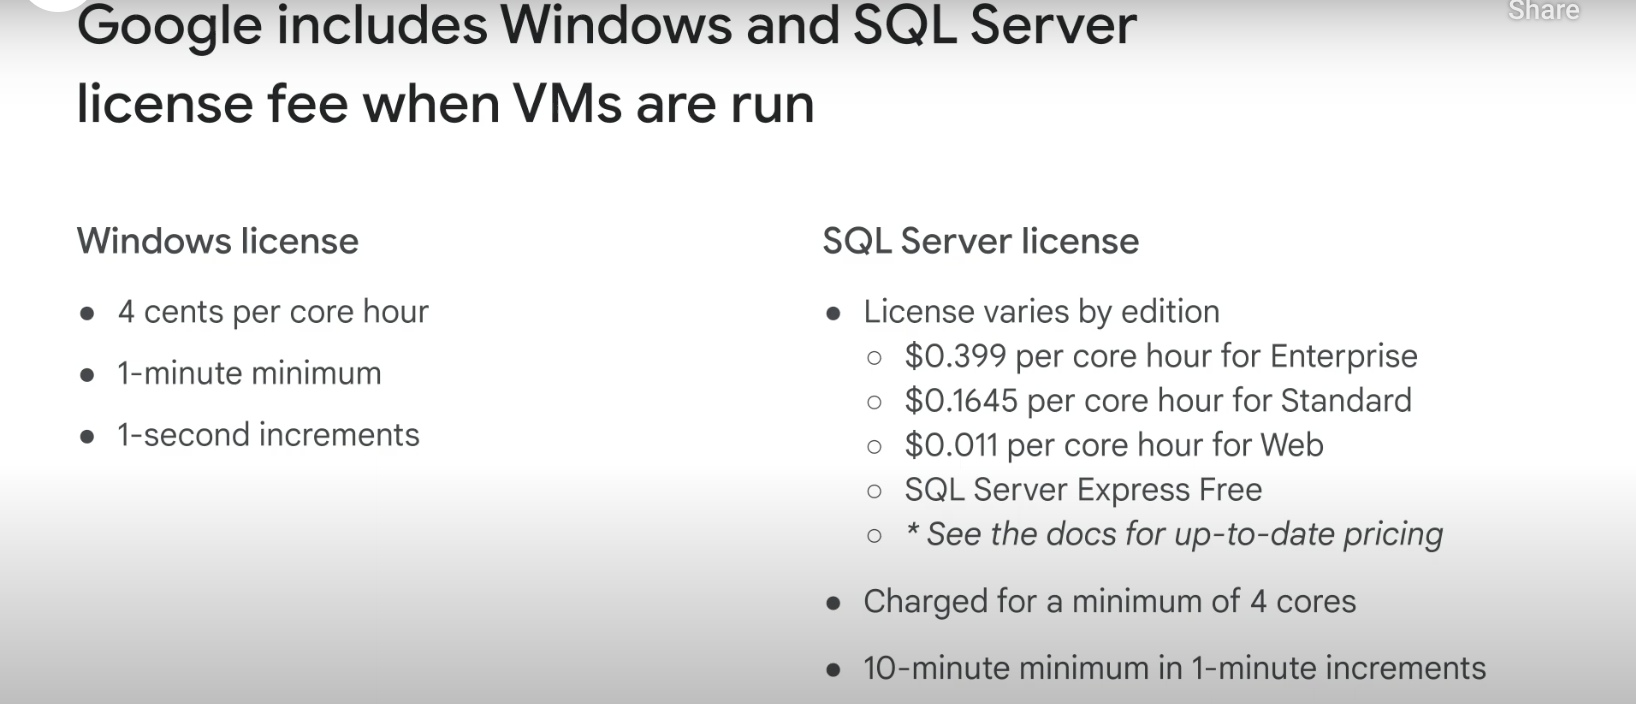 Share
Google includes Windows and SQL Server
license fee when VMs are run
Windows license
● 4 cents per core hour
● 1-minute minimum
● 1-second increments
SQL Server license
● License varies by edition
○ $0.399 per core hour for Enterprise
○ $0.1645 per core hour for Standard
○ $0.011 per core hour for Web
○ SQL Server Express Free
○ * See the docs for up-to-date pricing
● Charged for a minimum of 4 cores
● 10-minute minimum in 1-minute increments